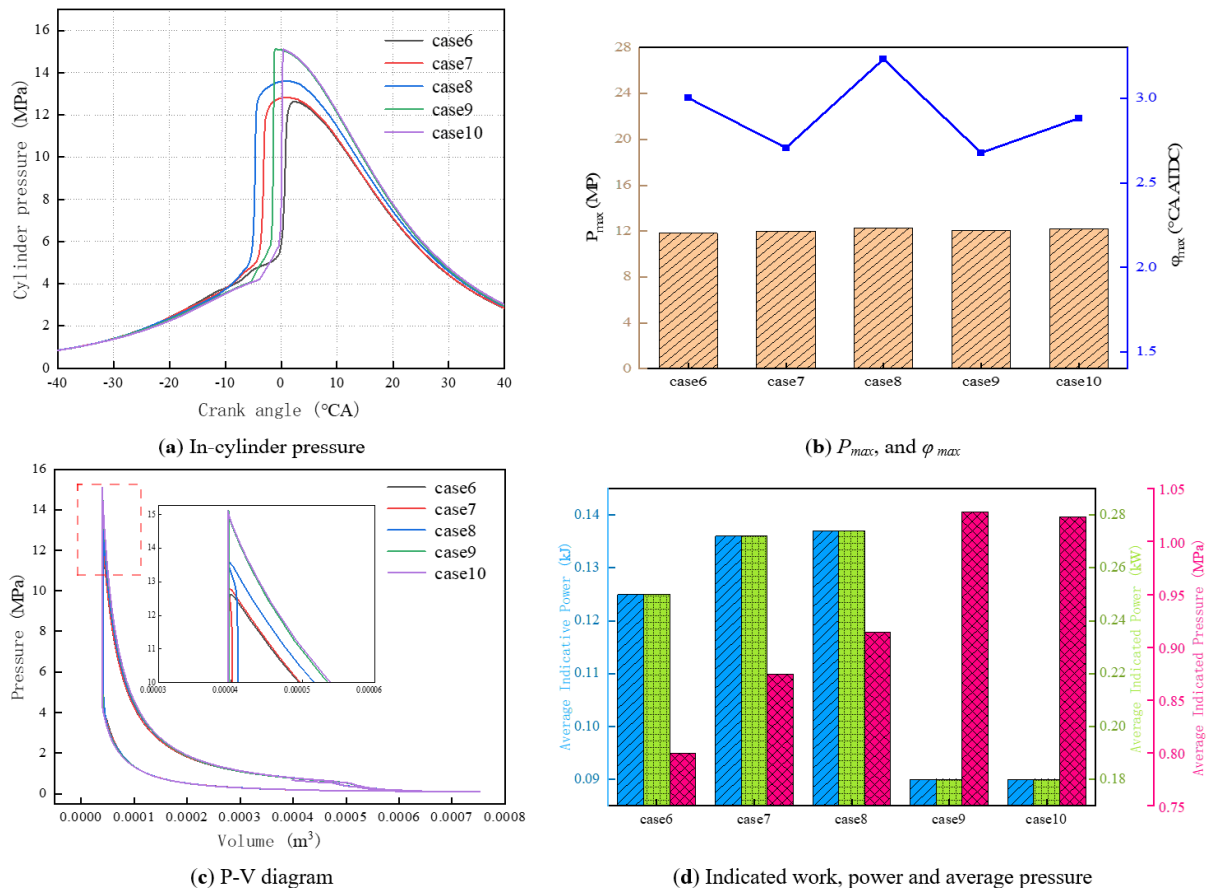 16
14
12
10
8
6
4
2
0
-40 -30 -20 -10 0 10 20 30 40
Cylinder pressure (MPa)
Crank angle (°CA)
case6
case7
case8
case9
case10
(a) In-cylinder pressure
28
24
20
16
12
8
4
0
P_max (MP)
3.0
2.5
2.0
1.5
φ_max (°CA ATDC)
case6 case7 case8 case9 case10
(b) P_max, and φ_max
16
14
12
10
8
6
4
2
0
Pressure (MPa)
0.0000 0.0001 0.0002 0.0003 0.0004 0.0005 0.0006 0.0007 0.0008
Volume (m³)
15
14
13
12
11
10
0.00003 0.00004 0.00005 0.00006
case6
case7
case8
case9
case10
(c) P-V diagram
0.14
0.13
0.12
0.11
0.10
0.09
Average Indicative Power (kJ)
0.28
0.26
0.24
0.22
0.20
0.18
Average Indicated Power (kW)
1.05
1.00
0.95
0.90
0.85
0.80
0.75
Average Indicated Pressure (MPa)
case6 case7 case8 case9 case10
(d) Indicated work, power and average pressure